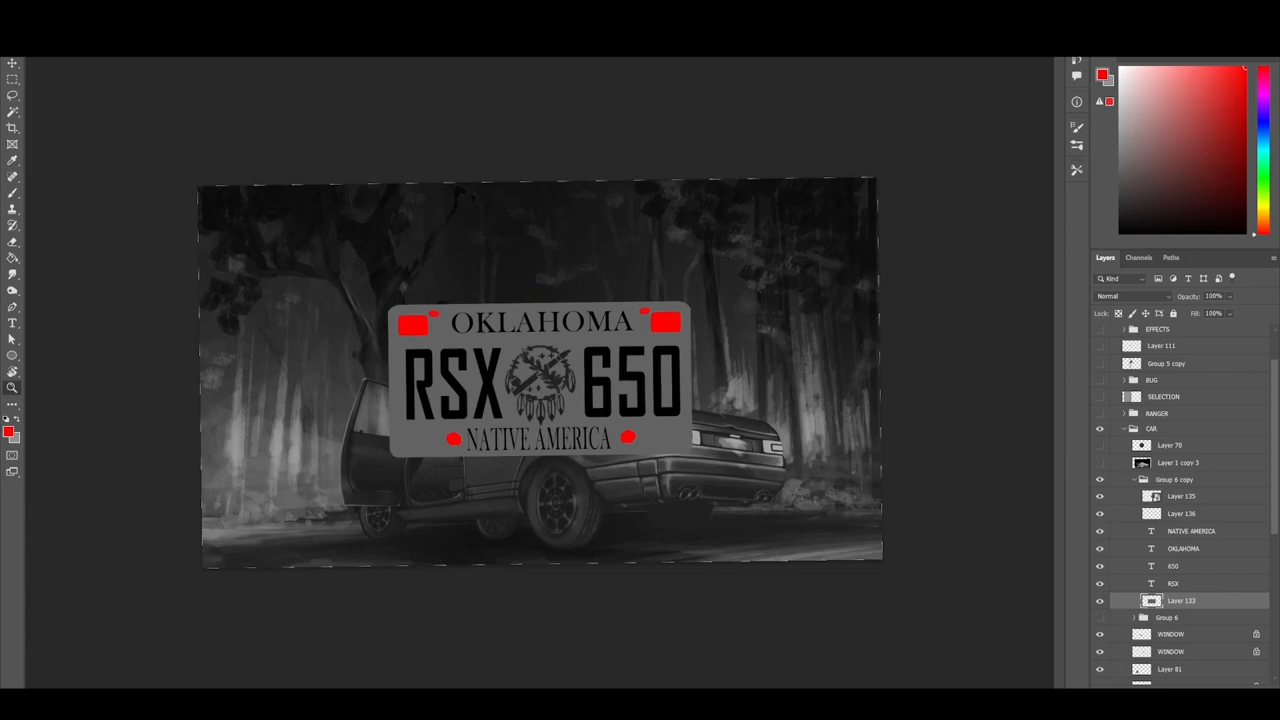 Layers Channels Paths
Kind
Normal Opacity: 100%
Lock: Fill: 100%
EFFECTS
Layer 111
Group 5 copy
BUG
SELECTION
RANGER
CAR
Layer 70
Layer 1 copy 3
Group 6 copy
Layer 135
Layer 136
T NATIVE AMERICA
T OKLAHOMA
T 650
T RSX
Layer 133
Group 6
WINDOW
WINDOW
Layer 81
OKLAHOMA
RSX 650
NATIVE AMERICA